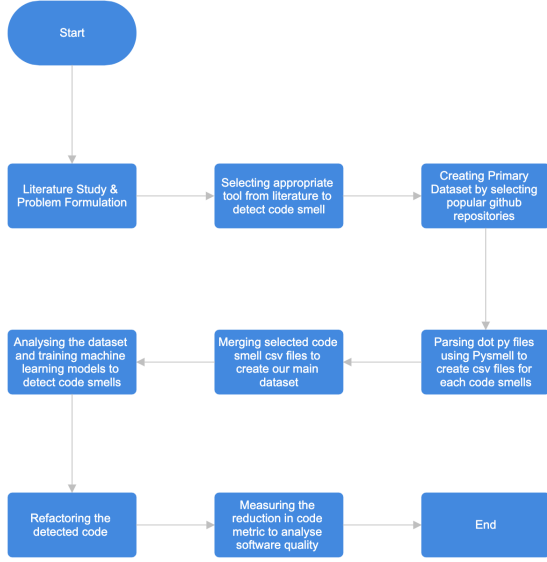 Start
Literature Study &
Problem Formulation
Selecting appropriate
tool from literature to
detect code smell
Creating Primary
Dataset by selecting
popular github
repositories
Parsing dot py files
using Pysmell to
create csv files for
each code smells
Merging selected code
smell csv files to
create our main
dataset
Analysing the dataset
and training machine
learning models to
detect code smells
Refactoring the
detected code
Measuring the
reduction in code
metric to analyse
software quality
End